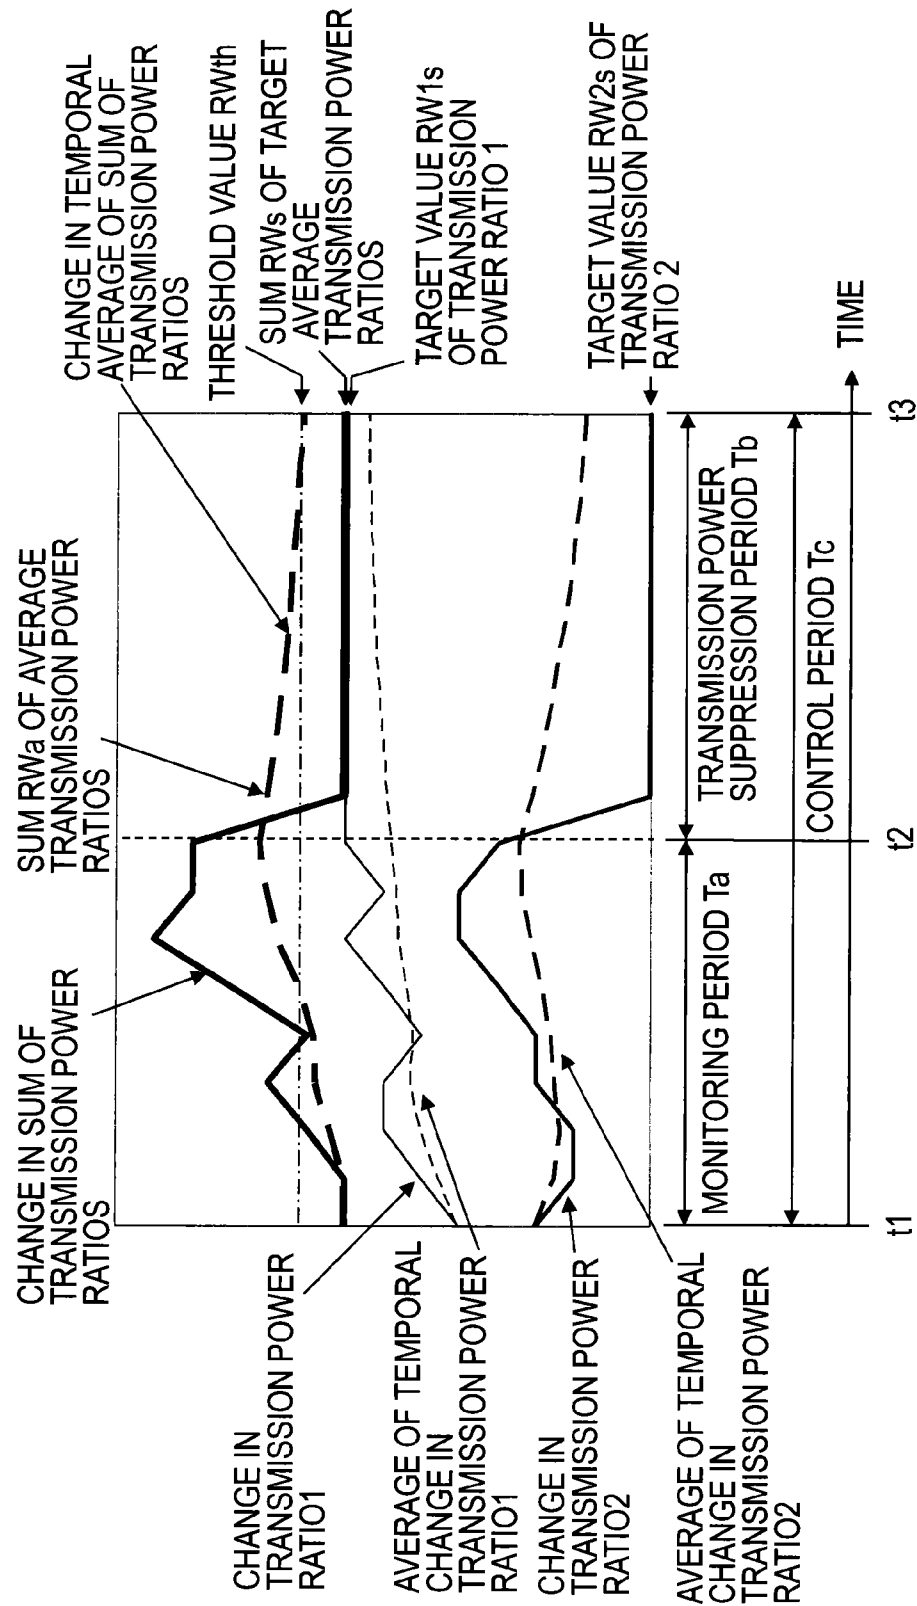 CHANGE IN SUM OF
TRANSMISSION POWER
RATIOS
SUM RWa OF AVERAGE
TRANSMISSION POWER
RATIOS
CHANGE IN TEMPORAL
AVERAGE OF SUM OF
TRANSMISSION POWER
RATIOS
THRESHOLD VALUE RWth
SUM RWs OF TARGET
AVERAGE
TRANSMISSION POWER
RATIOS
TARGET VALUE RW1s
OF TRANSMISSION
POWER RATIO 1
TARGET VALUE RW2s OF
TRANSMISSION POWER
RATIO 2
CHANGE IN
TRANSMISSION POWER
RATIO1
AVERAGE OF TEMPORAL
CHANGE IN
TRANSMISSION POWER
RATIO1
CHANGE IN
TRANSMISSION POWER
RATIO2
AVERAGE OF TEMPORAL
CHANGE IN
TRANSMISSION POWER
RATIO2
MONITORING PERIOD Ta
TRANSMISSION POWER
SUPPRESSION PERIOD Tb
CONTROL PERIOD Tc
TIME
t1
t2
t3